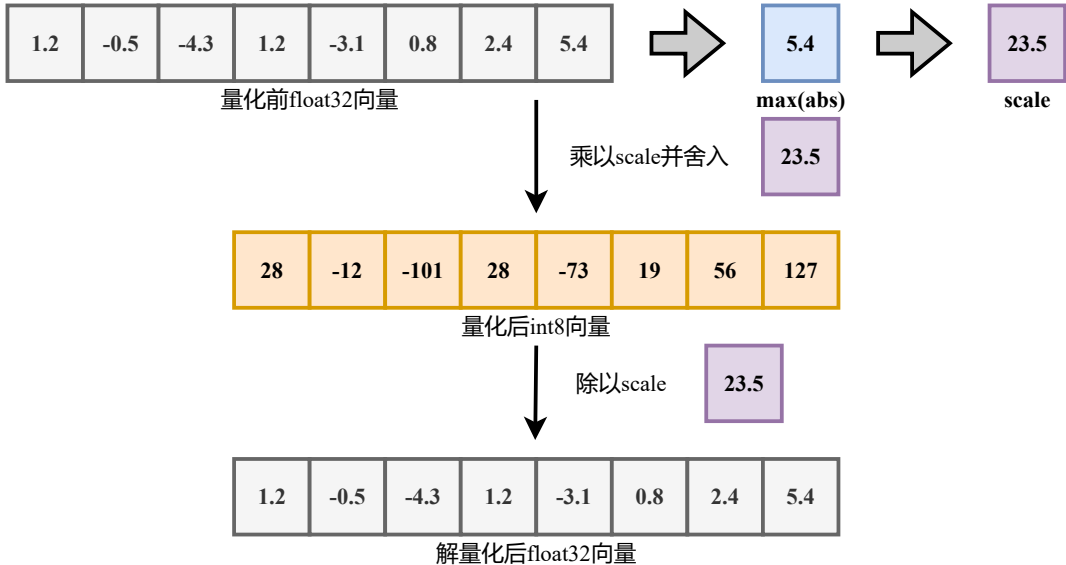 1.2 -0.5 -4.3 1.2 -3.1 0.8 2.4 5.4 5.4 23.5
量化前float32向量 max(abs) scale
乘以scale并舍入 23.5
28 -12 -101 28 -73 19 56 127
量化后int8向量
除以scale 23.5
1.2 -0.5 -4.3 1.2 -3.1 0.8 2.4 5.4
解量化后float32向量